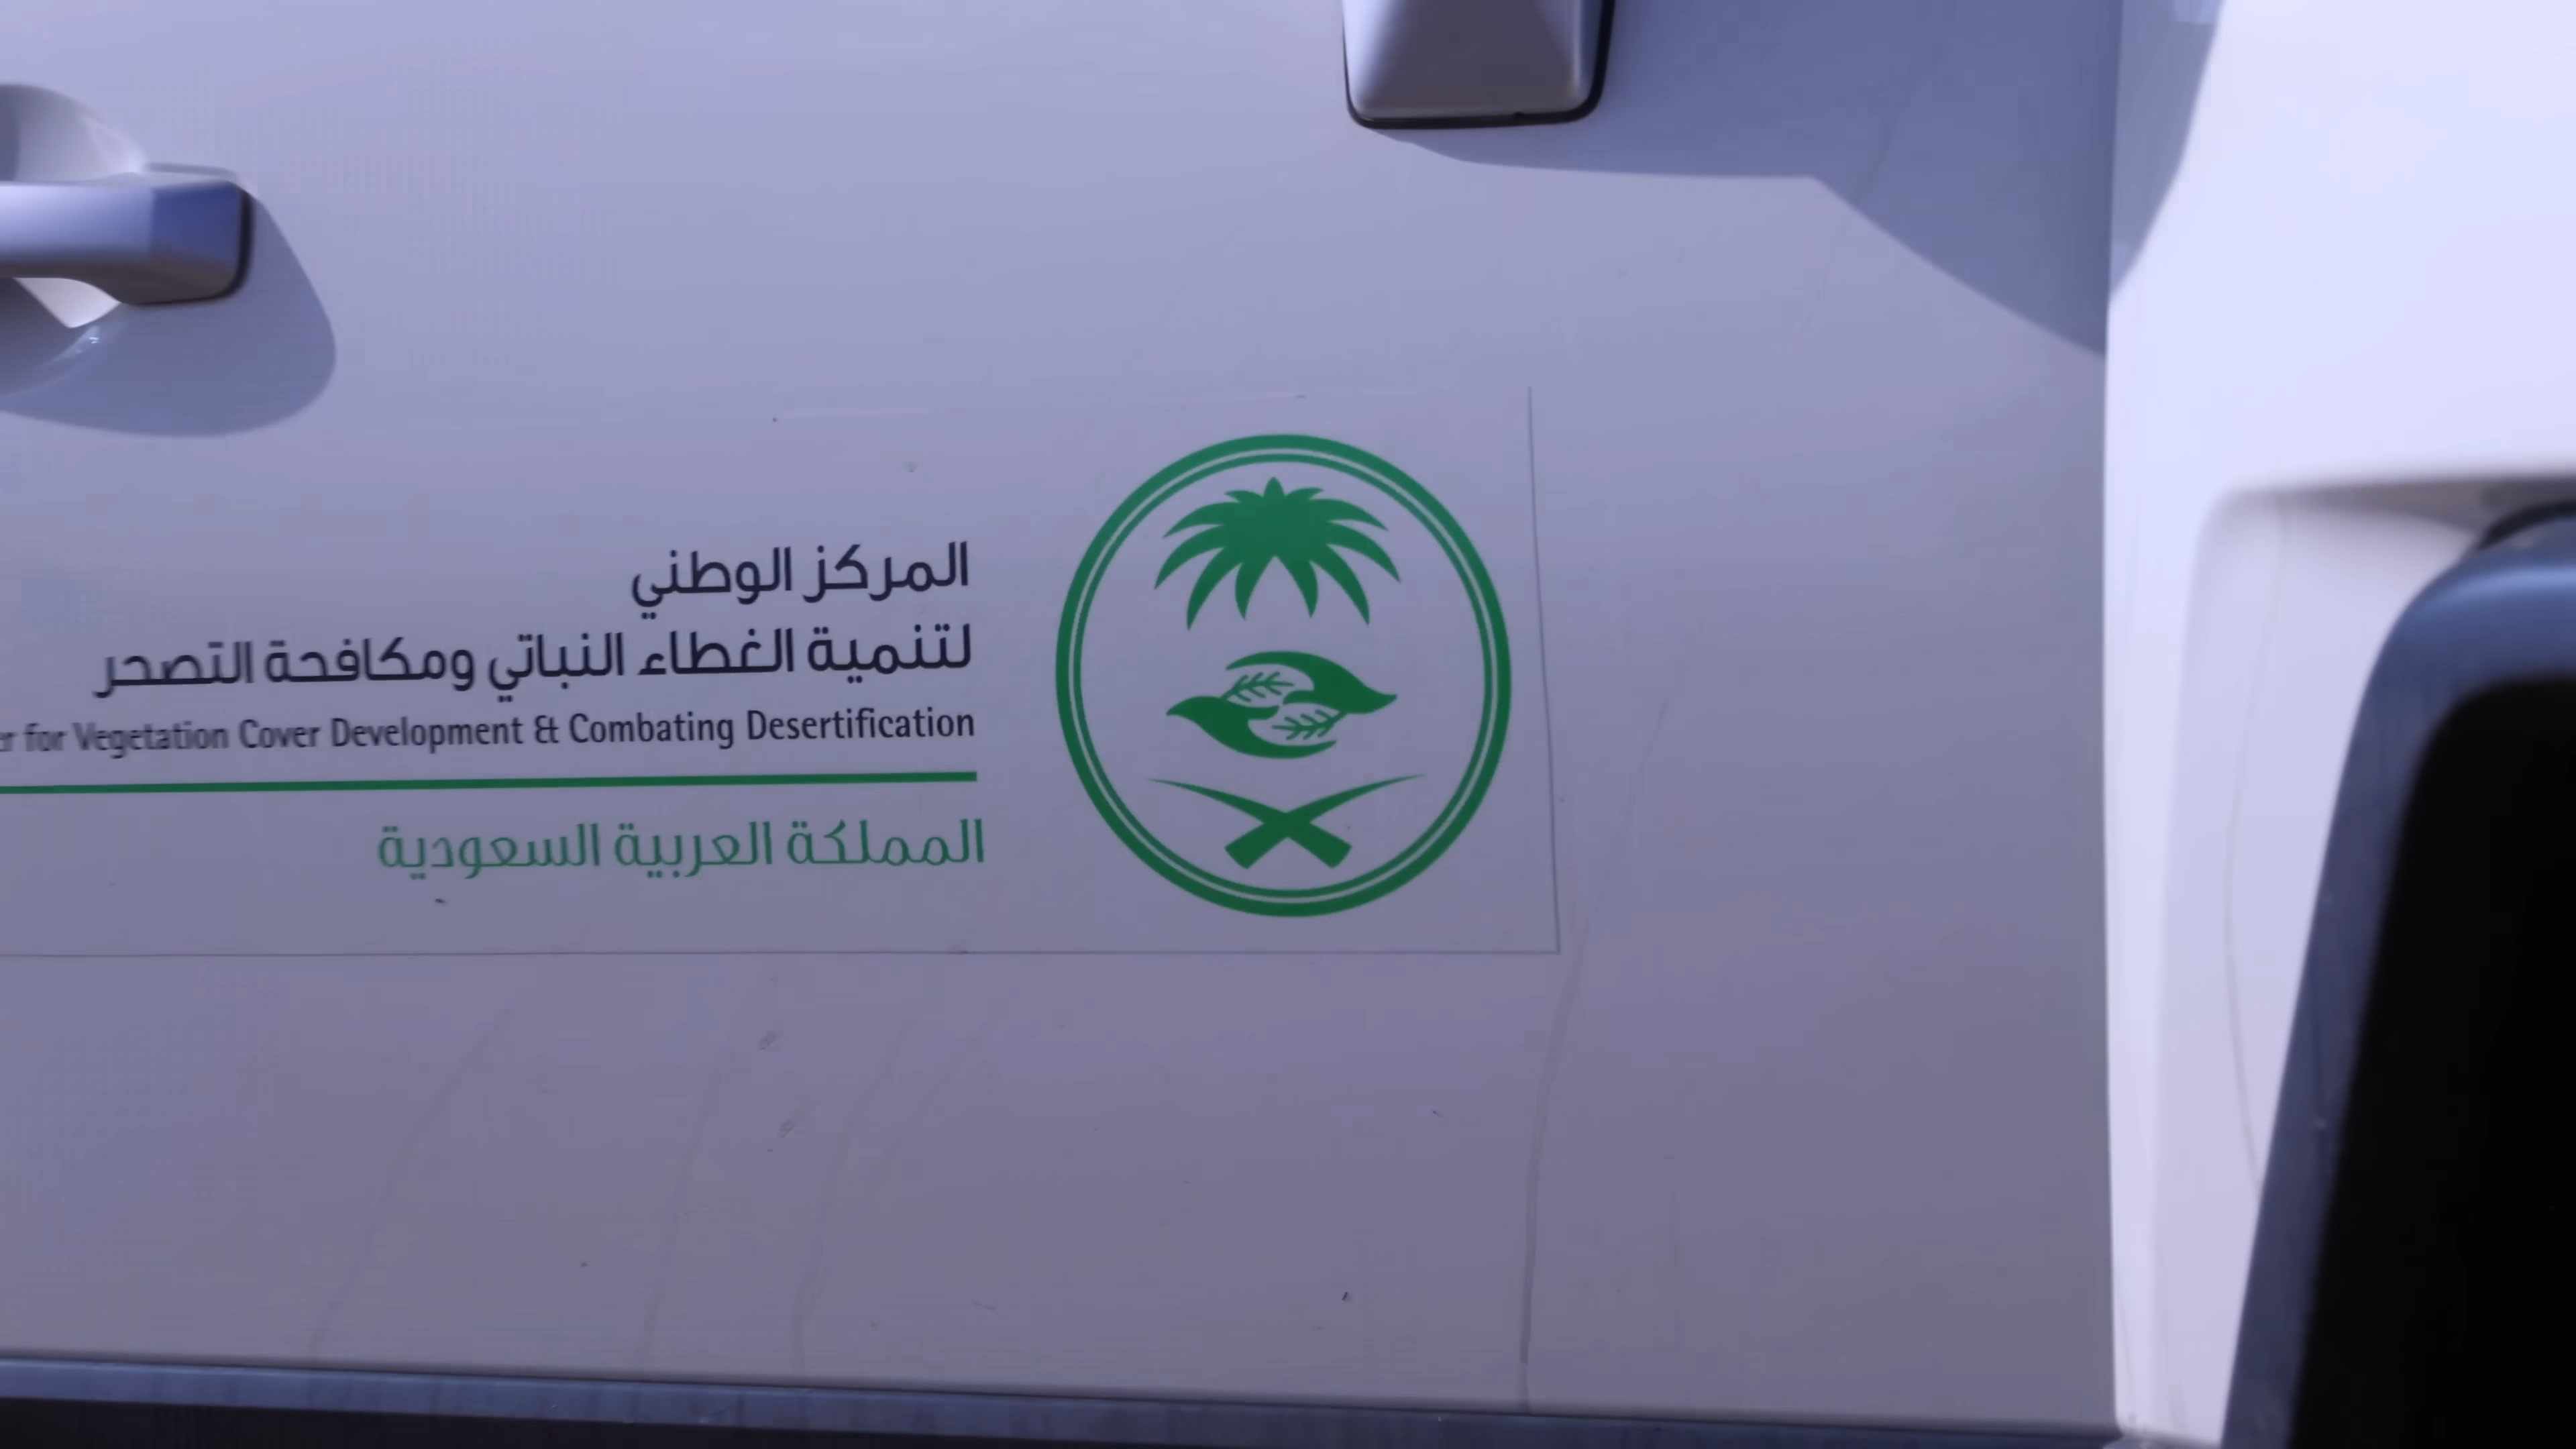 المركز الوطني
لتنمية الغطاء النباتي ومكافحة التصحر
for Vegetation Cover Development & Combating Desertification
المملكة العربية السعودية